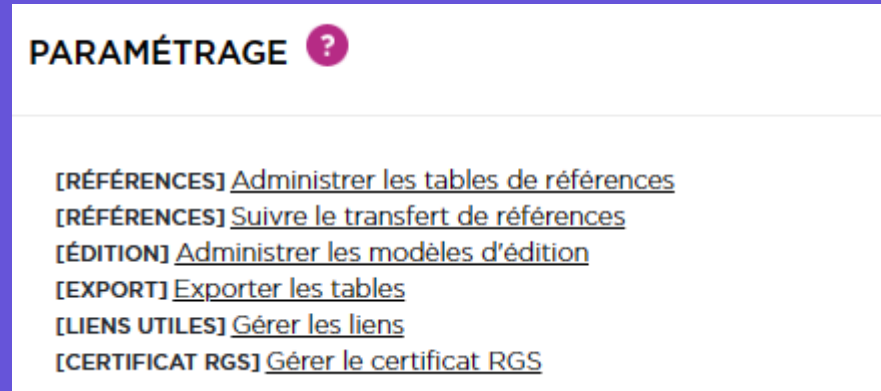 PARAMÉTRAGE ?
[RÉFÉRENCES] Administrer les tables de références
[RÉFÉRENCES] Suivre le transfert de références
[ÉDITION] Administrer les modèles d'édition
[EXPORT] Exporter les tables
[LIENS UTILES] Gérer les liens
[CERTIFICAT RGS] Gérer le certificat RGS